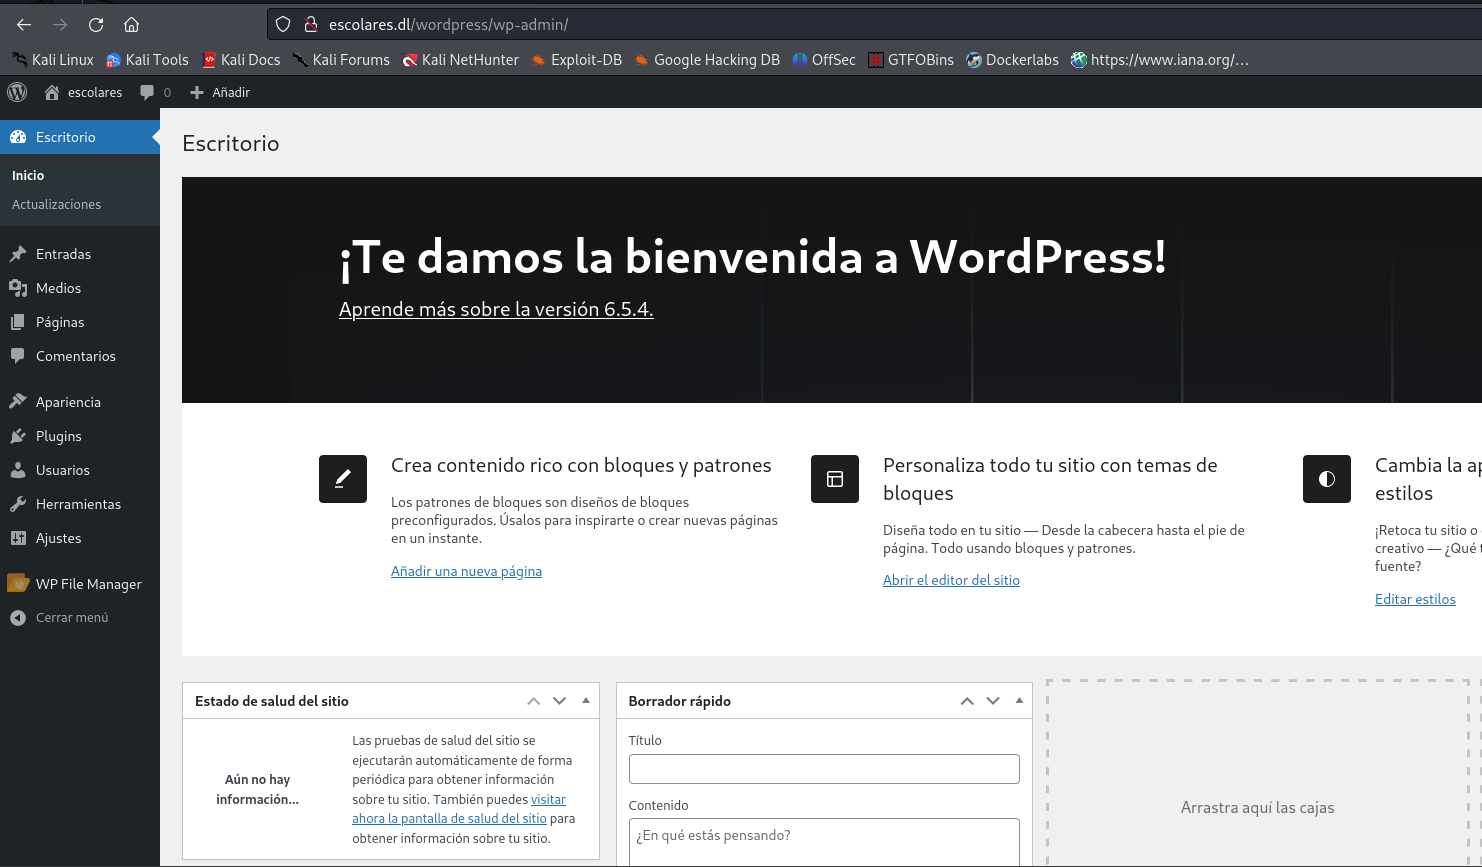 escolares.dl/wordpress/wp-admin/
Kali Linux Kali Tools Kali Docs Kali Forums Kali NetHunter Exploit-DB Google Hacking DB OffSec GTFOBins Dockerlabs https://www.iana.org/…
escolares 0 Añadir
Escritorio
Inicio
Actualizaciones
Entradas
Medios
Páginas
Comentarios
Apariencia
Plugins
Usuarios
Herramientas
Ajustes
WP File Manager
Cerrar menú
Escritorio
¡Te damos la bienvenida a WordPress!
Aprende más sobre la versión 6.5.4.
Crea contenido rico con bloques y patrones
Los patrones de bloques son diseños de bloques
preconfigurados. Úsalos para inspirarte o crear nuevas páginas
en un instante.
Añadir una nueva página
Personaliza todo tu sitio con temas de
bloques
Diseña todo en tu sitio — Desde la cabecera hasta el pie de
página. Todo usando bloques y patrones.
Abrir el editor del sitio
Cambia la
estilos
¡Retoca tu sitio o
creativo — ¿Qué
fuente?
Editar estilos
Estado de salud del sitio
Aún no hay
información...
Las pruebas de salud del sitio se
ejecutarán automáticamente de forma
periódica para obtener información
sobre tu sitio. También puedes visitar
ahora la pantalla de salud del sitio para
obtener información sobre tu sitio.
Borrador rápido
Título
Contenido
¿En qué estás pensando?
Arrastra aquí las cajas